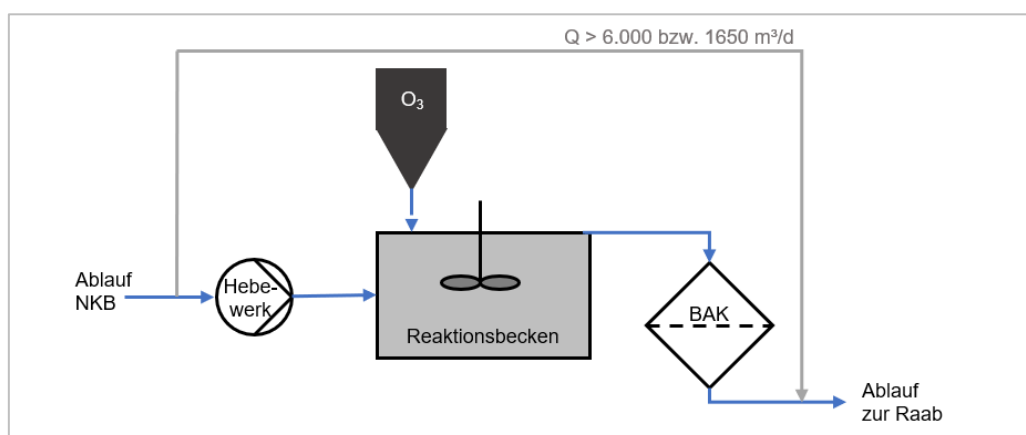 Q > 6.000 bzw. 1650 m³/d
O₃
Ablauf
NKB
Hebe-
werk
Reaktionsbecken
BAK
Ablauf
zur Raab